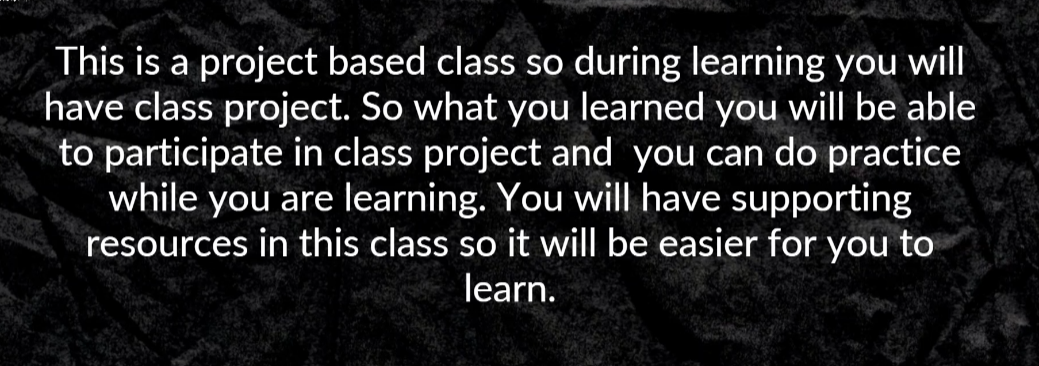 This is a project based class so during learning you will
have class project. So what you learned you will be able
to participate in class project and  you can do practice
while you are learning. You will have supporting
resources in this class so it will be easier for you to
learn.